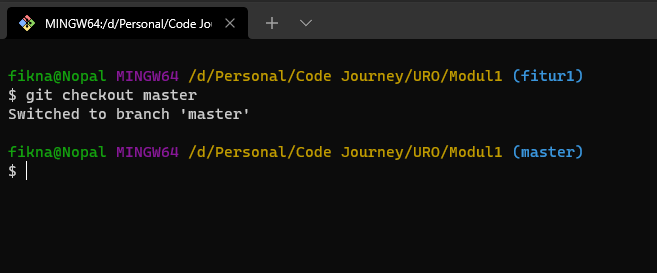 MINGW64:/d/Personal/Code Jou
fikna@Nopal MINGW64 /d/Personal/Code Journey/URO/Modul1 (fitur1)
$ git checkout master
Switched to branch 'master'
fikna@Nopal MINGW64 /d/Personal/Code Journey/URO/Modul1 (master)
$